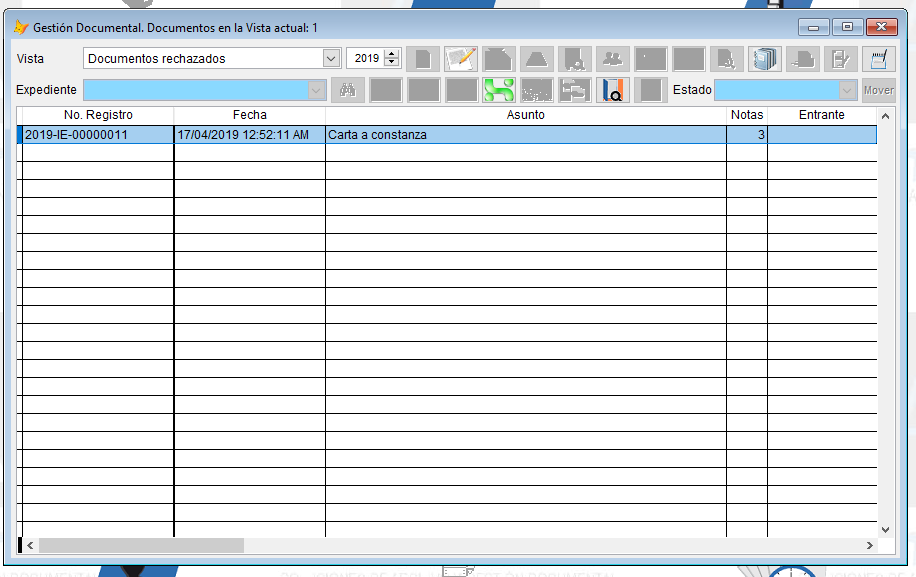 Gestión Documental. Documentos en la Vista actual: 1
Vista Documentos rechazados 2019
Expediente Estado Mover
No. Registro Fecha Asunto Notas Entrante
2019-IE-00000011 17/04/2019 12:52:11 AM Carta a constanza 3